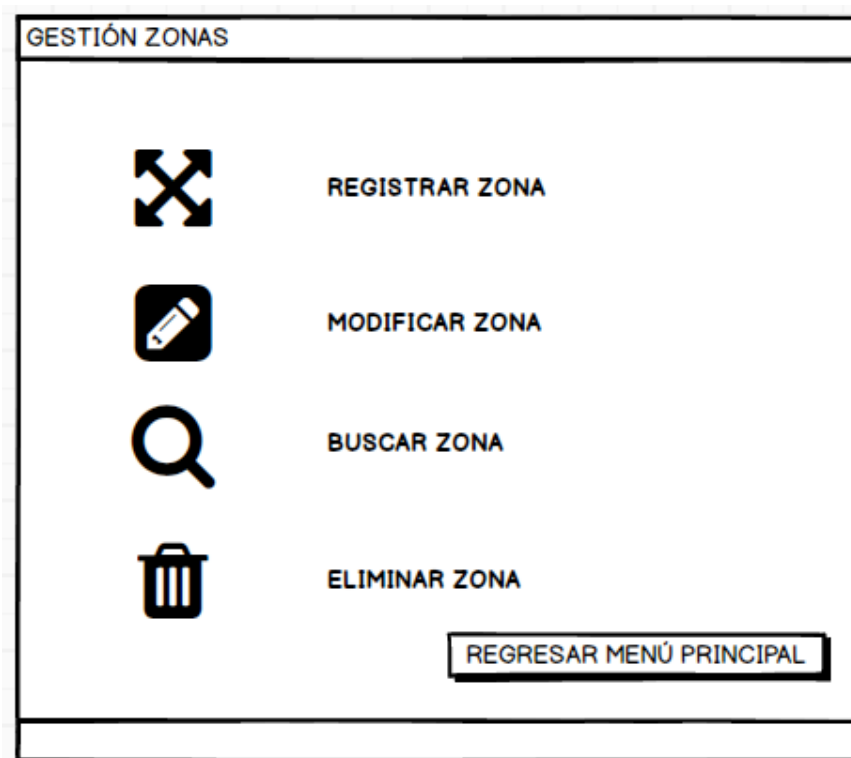 GESTIÓN ZONAS
REGISTRAR ZONA
MODIFICAR ZONA
BUSCAR ZONA
ELIMINAR ZONA
REGRESAR MENÚ PRINCIPAL